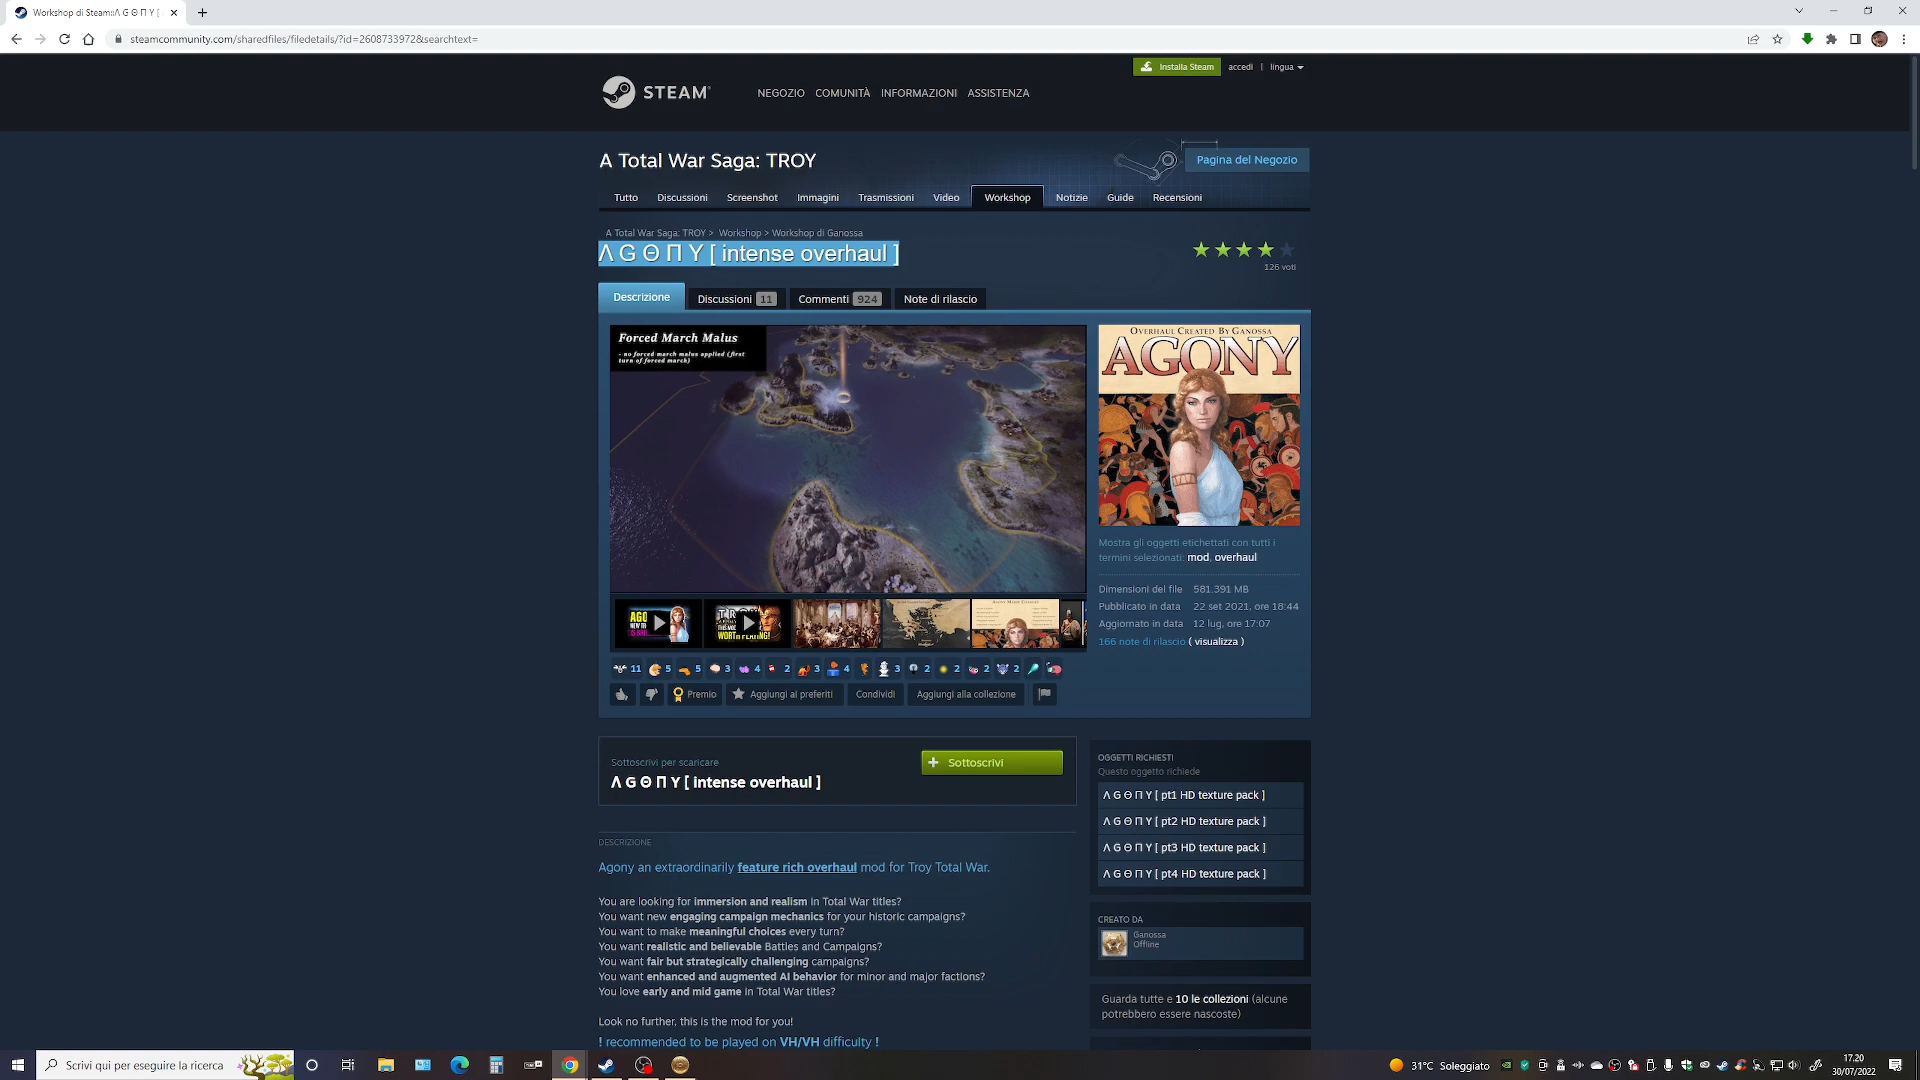 Workshop di Steam::Λ G Θ Π Υ [
steamcommunity.com/sharedfiles/filedetails/?id=2608733972&searchtext=
Installa Steam accedi | lingua
STEAM NEGOZIO COMUNITÀ INFORMAZIONI ASSISTENZA
A Total War Saga: TROY
Pagina del Negozio
Tutto Discussioni Screenshot Immagini Trasmissioni Video Workshop Notizie Guide Recensioni
A Total War Saga: TROY > Workshop > Workshop di Ganossa
Λ G Θ Π Υ [ intense overhaul ]
126 voti
Descrizione Discussioni 11 Commenti 924 Note di rilascio
Forced March Malus
- no forced march malus applied (first
turn of forced march)
OVERHAUL CREATED BY GANOSSA
AGONY
Mostra gli oggetti etichettati con tutti i
termini selezionati: mod, overhaul
Dimensioni del file 581.391 MB
Pubblicato in data 22 set 2021, ore 18:44
Aggiornato in data 12 lug, ore 17:07
166 note di rilascio ( visualizza )
11 5 5 3 4 2 3 4 3 2 2 2 2
Premio Aggiungi ai preferiti Condividi Aggiungi alla collezione
Sottoscrivi per scaricare
Λ G Θ Π Υ [ intense overhaul ]
Sottoscrivi
OGGETTI RICHIESTI
Questo oggetto richiede
Λ G Θ Π Υ [ pt1 HD texture pack ]
Λ G Θ Π Υ [ pt2 HD texture pack ]
Λ G Θ Π Υ [ pt3 HD texture pack ]
Λ G Θ Π Υ [ pt4 HD texture pack ]
DESCRIZIONE
Agony an extraordinarily feature rich overhaul mod for Troy Total War.
You are looking for immersion and realism in Total War titles?
You want new engaging campaign mechanics for your historic campaigns?
You want to make meaningful choices every turn?
You want realistic and believable Battles and Campaigns?
You want fair but strategically challenging campaigns?
You want enhanced and augmented AI behavior for minor and major factions?
You love early and mid game in Total War titles?
Look no further, this is the mod for you!
! recommended to be played on VH/VH difficulty !
CREATO DA
Ganossa
Offline
Guarda tutte e 10 le collezioni (alcune
potrebbero essere nascoste)
Scrivi qui per eseguire la ricerca
31°C Soleggiato
17.20
30/07/2022